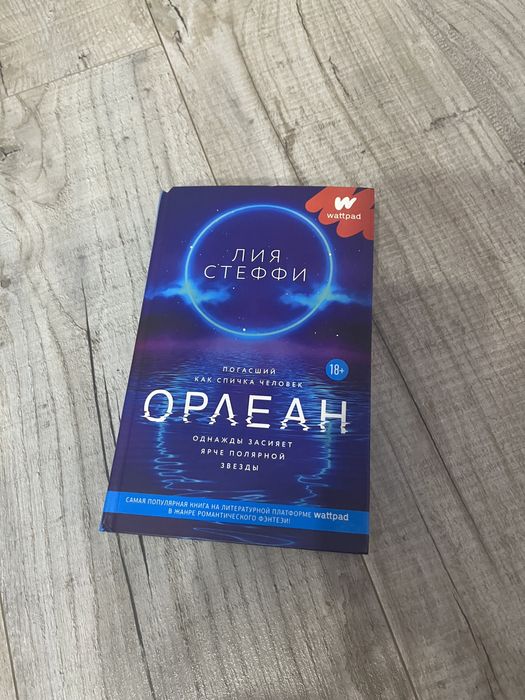 wattpad
ЛИЯ
СТЕФФИ
ПОГАСШИЙ
КАК СПИЧКА ЧЕЛОВЕК
18+
ОРЛЕАН
ОДНАЖДЫ ЗАСИЯЕТ
ЯРЧЕ ПОЛЯРНОЙ
ЗВЕЗДЫ
САМАЯ ПОПУЛЯРНАЯ КНИГА НА ЛИТЕРАТУРНОЙ ПЛАТФОРМЕ wattpad
В ЖАНРЕ РОМАНТИЧЕСКОГО ФЭНТЕЗИ!